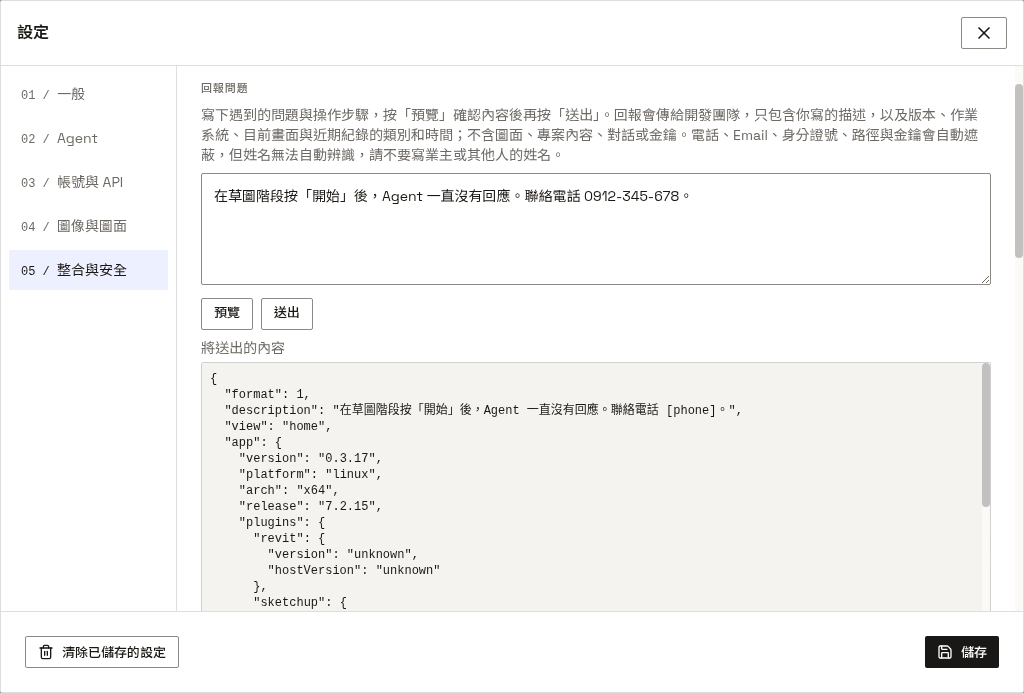 設定
01 / 一般
02 / Agent
03 / 帳號與 API
04 / 圖像與圖面
05 / 整合與安全
回報問題
寫下遇到的問題與操作步驟，按「預覽」確認內容後再按「送出」。回報會傳給開發團隊，只包含你寫的描述，以及版本、作業
系統、目前畫面與近期紀錄的類別和時間；不含圖面、專案內容、對話或金鑰。電話、Email、身分證號、路徑與金鑰會自動遮
蔽，但姓名無法自動辨識，請不要寫業主或其他人的姓名。
在草圖階段按「開始」後，Agent 一直沒有回應。聯絡電話 0912-345-678。
預覽
送出
將送出的內容
{
  "format": 1,
  "description": "在草圖階段按「開始」後，Agent 一直沒有回應。聯絡電話 [phone]。",
  "view": "home",
  "app": {
    "version": "0.3.17",
    "platform": "linux",
    "arch": "x64",
    "release": "7.2.15",
    "plugins": {
      "revit": {
        "version": "unknown",
        "hostVersion": "unknown"
      },
      "sketchup": {
清除已儲存的設定
儲存